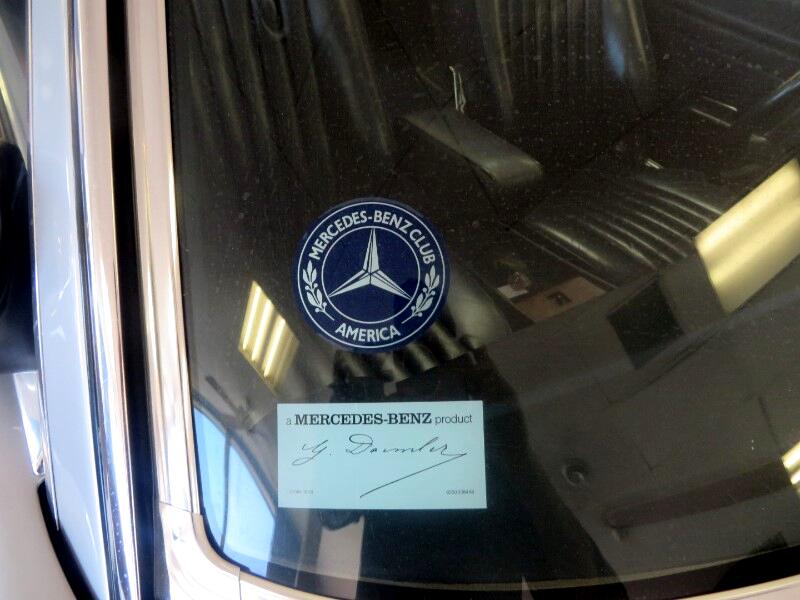 MERCEDES-BENZ CLUB
AMERICA
a MERCEDES-BENZ product
G. Daimler